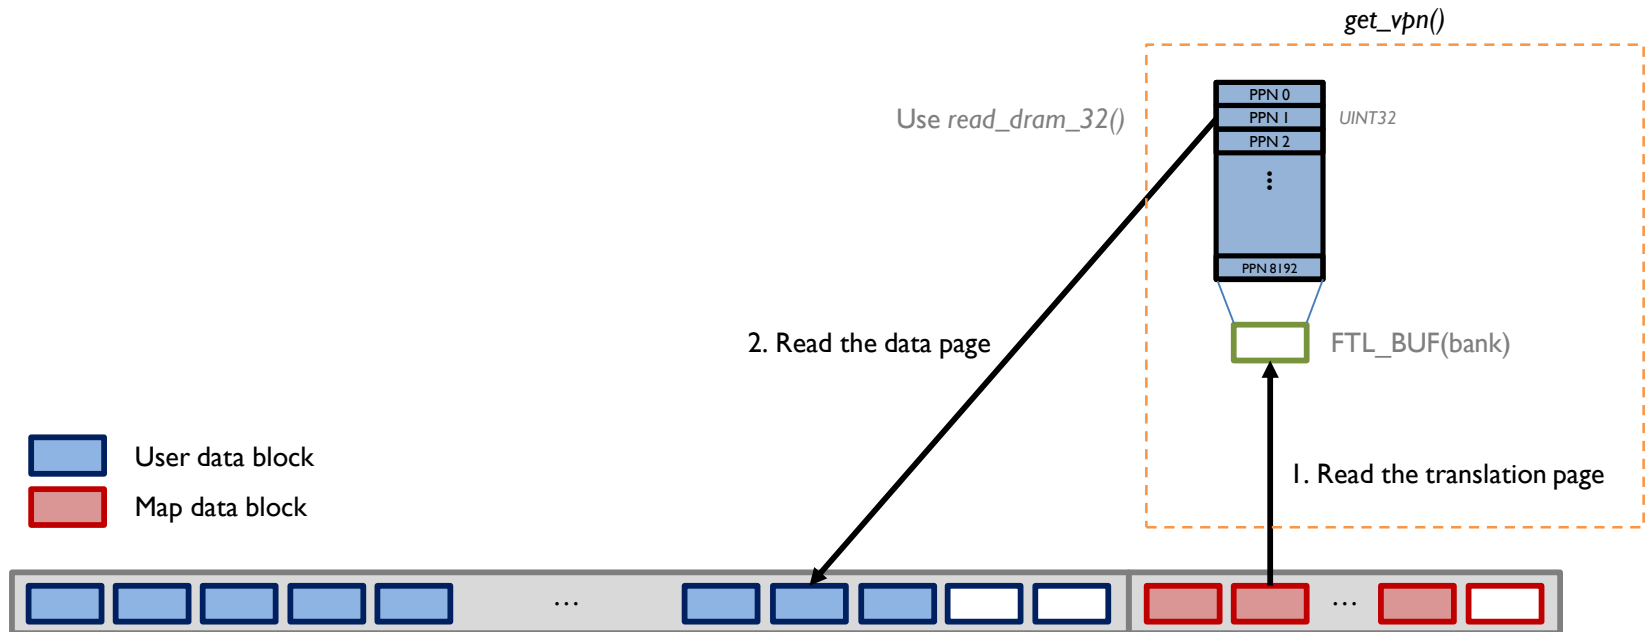 get_vpn()
PPN 0
Use read_dram_32()
PPN 1
UINT32
PPN 2
⋮
PPN 8192
2. Read the data page
FTL_BUF(bank)
User data block
1. Read the translation page
Map data block
…
…